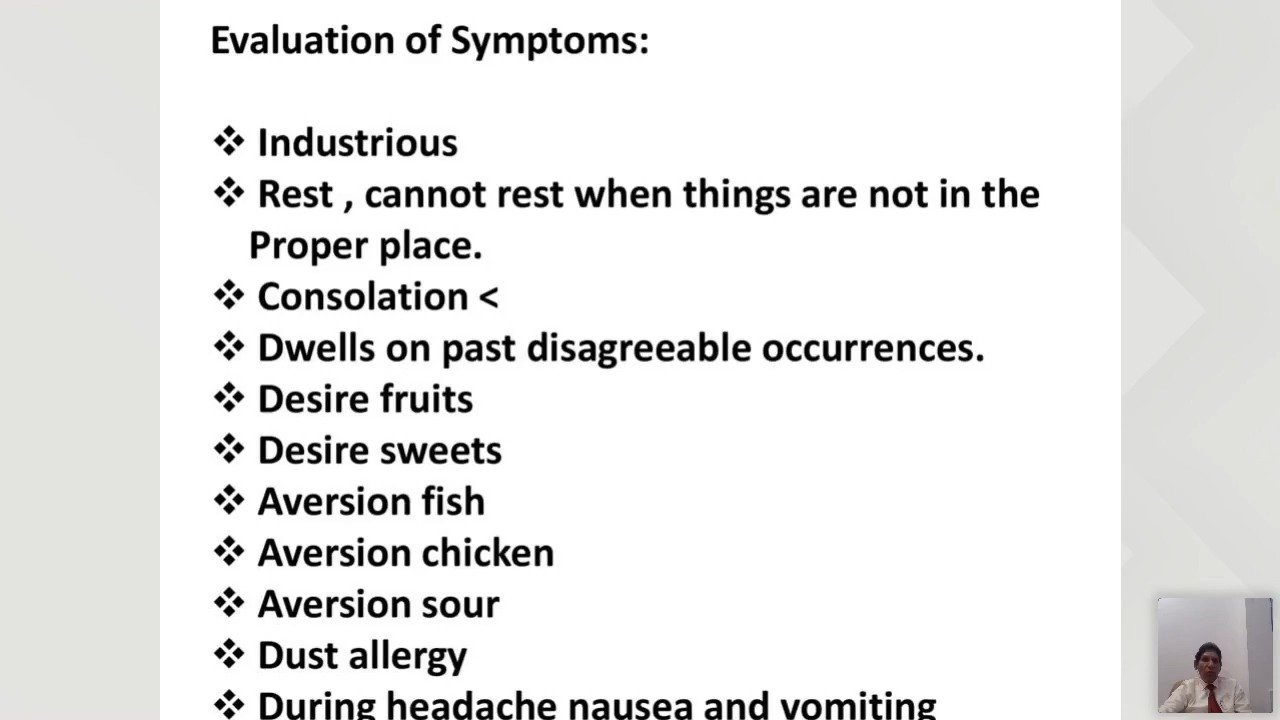 Evaluation of Symptoms:
❖ Industrious
❖ Rest , cannot rest when things are not in the
Proper place.
❖ Consolation <
❖ Dwells on past disagreeable occurrences.
❖ Desire fruits
❖ Desire sweets
❖ Aversion fish
❖ Aversion chicken
❖ Aversion sour
❖ Dust allergy
❖ During headache nausea and vomiting